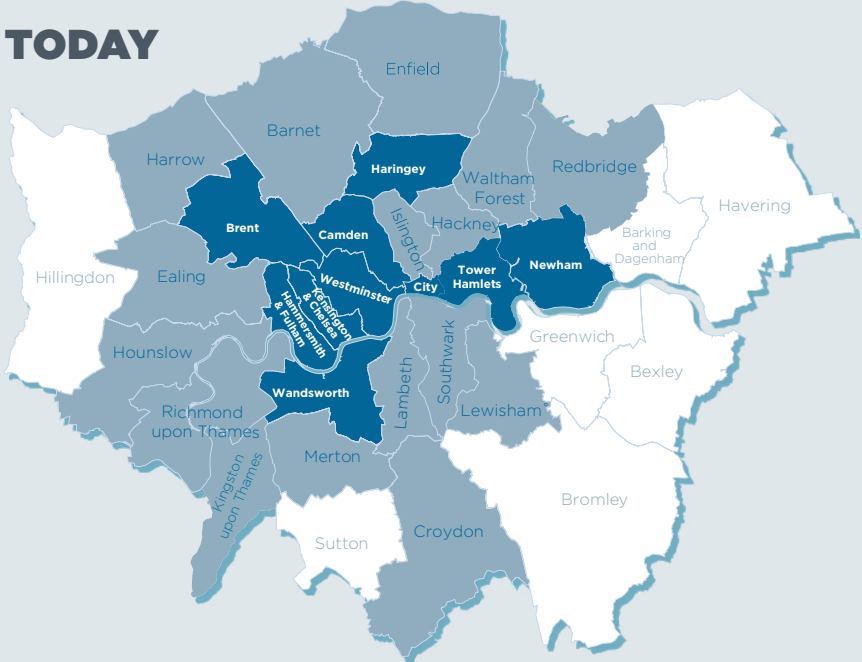 TODAY
Enfield
Barnet
Harrow
Haringey
Redbridge
Waltham
Forest
Havering
Brent
Camden
Islington
Hackney
Barking
and
Dagenham
Hillingdon
Ealing
Westminster
City
Tower
Hamlets
Newham
Kensington
& Chelsea
Hammersmith
& Fulham
Greenwich
Hounslow
Bexley
Wandsworth
Lambeth
Southwark
Lewisham
Richmond
upon Thames
Merton
Kingston
upon Thames
Bromley
Sutton
Croydon